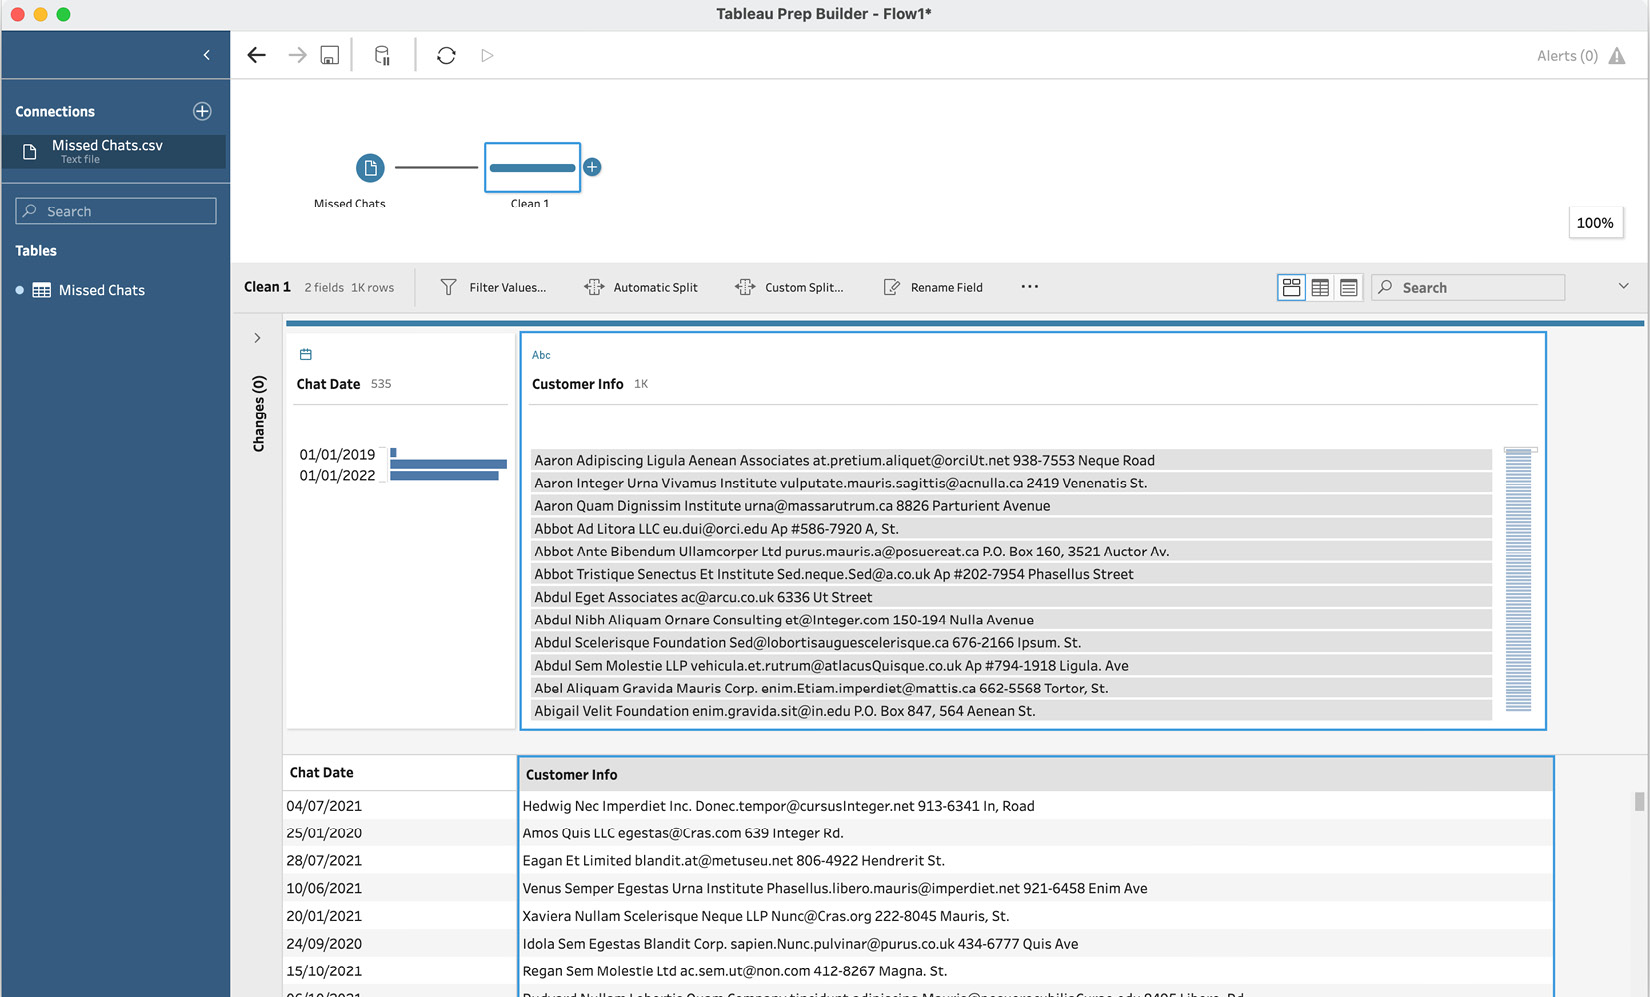 Tableau Prep Builder - Flow1*
Alerts (0)
Connections
Missed Chats.csv
Text file
Search
Tables
Missed Chats
Missed Chats
Clean 1
100%
Clean 1 2 fields 1K rows Filter Values... Automatic Split Custom Split... Rename Field ... Search
Changes (0)
Chat Date 535
01/01/2019
01/01/2022
Abc
Customer Info 1K
Aaron Adipiscing Ligula Aenean Associates at.pretium.aliquet@orciUt.net 938-7553 Neque Road
Aaron Integer Urna Vivamus Institute vulputate.mauris.sagittis@acnulla.ca 2419 Venenatis St.
Aaron Quam Dignissim Institute urna@massarutrum.ca 8826 Parturient Avenue
Abbot Ad Litora LLC eu.dui@orci.edu Ap #586-7920 A, St.
Abbot Ante Bibendum Ullamcorper Ltd purus.mauris.a@posuereat.ca P.O. Box 160, 3521 Auctor Av.
Abbot Tristique Senectus Et Institute Sed.neque.Sed@a.co.uk Ap #202-7954 Phasellus Street
Abdul Eget Associates ac@arcu.co.uk 6336 Ut Street
Abdul Nibh Aliquam Ornare Consulting et@Integer.com 150-194 Nulla Avenue
Abdul Scelerisque Foundation Sed@lobortisauguescelerisque.ca 676-2166 Ipsum. St.
Abdul Sem Molestie LLP vehicula.et.rutrum@atlacusQuisque.co.uk Ap #794-1918 Ligula. Ave
Abel Aliquam Gravida Mauris Corp. enim.Etiam.imperdiet@mattis.ca 662-5568 Tortor, St.
Abigail Velit Foundation enim.gravida.sit@in.edu P.O. Box 847, 564 Aenean St.
Chat Date Customer Info
04/07/2021 Hedwig Nec Imperdiet Inc. Donec.tempor@cursusInteger.net 913-6341 In, Road
25/01/2020 Amos Quis LLC egestas@Cras.com 639 Integer Rd.
28/07/2021 Eagan Et Limited blandit.at@metuseu.net 806-4922 Hendrerit St.
10/06/2021 Venus Semper Egestas Urna Institute Phasellus.libero.mauris@imperdiet.net 921-6458 Enim Ave
20/01/2021 Xaviera Nullam Scelerisque Neque LLP Nunc@Cras.org 222-8045 Mauris, St.
24/09/2020 Idola Sem Egestas Blandit Corp. sapien.Nunc.pulvinar@purus.co.uk 434-6777 Quis Ave
15/10/2021 Regan Sem Molestie Ltd ac.sem.ut@non.com 412-8267 Magna. St.